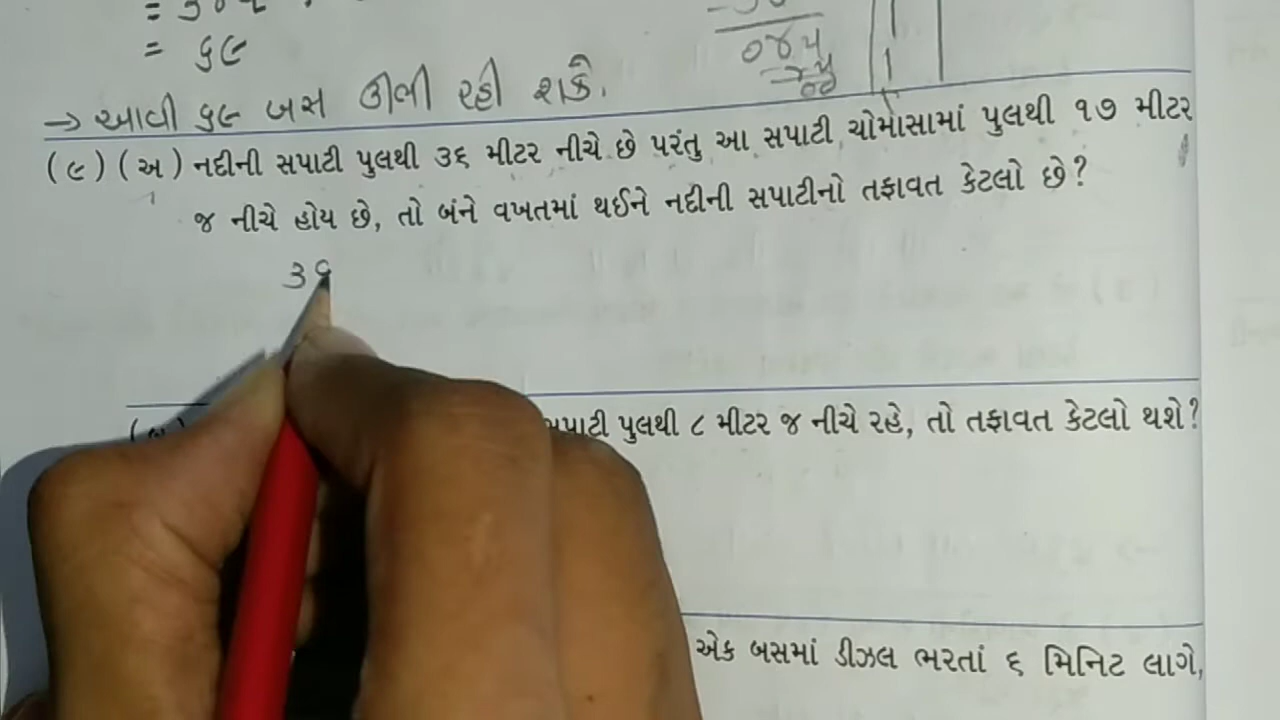 = ૬૯
→ આવી ૬૯ બસ ઊભી રહી શકે.
(૯) (અ) નદીની સપાટી પુલથી ૩૬ મીટર નીચે છે પરંતુ આ સપાટી ચોમાસામાં પુલથી ૧૭ મીટર
જ નીચે હોય છે, તો બંને વખતમાં થઈને નદીની સપાટીનો તફાવત કેટલો છે?
૩૬
સપાટી પુલથી ૮ મીટર જ નીચે રહે, તો તફાવત કેટલો થશે?
એક બસમાં ડીઝલ ભરતાં ૬ મિનિટ લાગે,